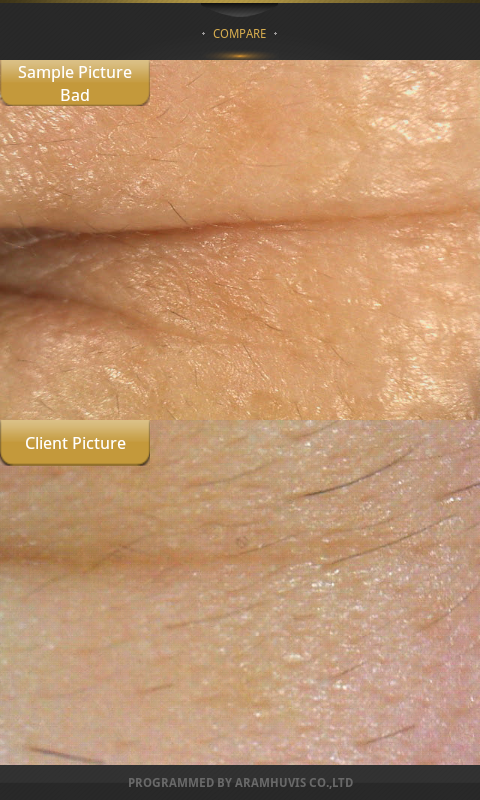 COMPARE
Sample Picture
Bad
Client Picture
PROGRAMMED BY ARAMHUVIS CO.,LTD